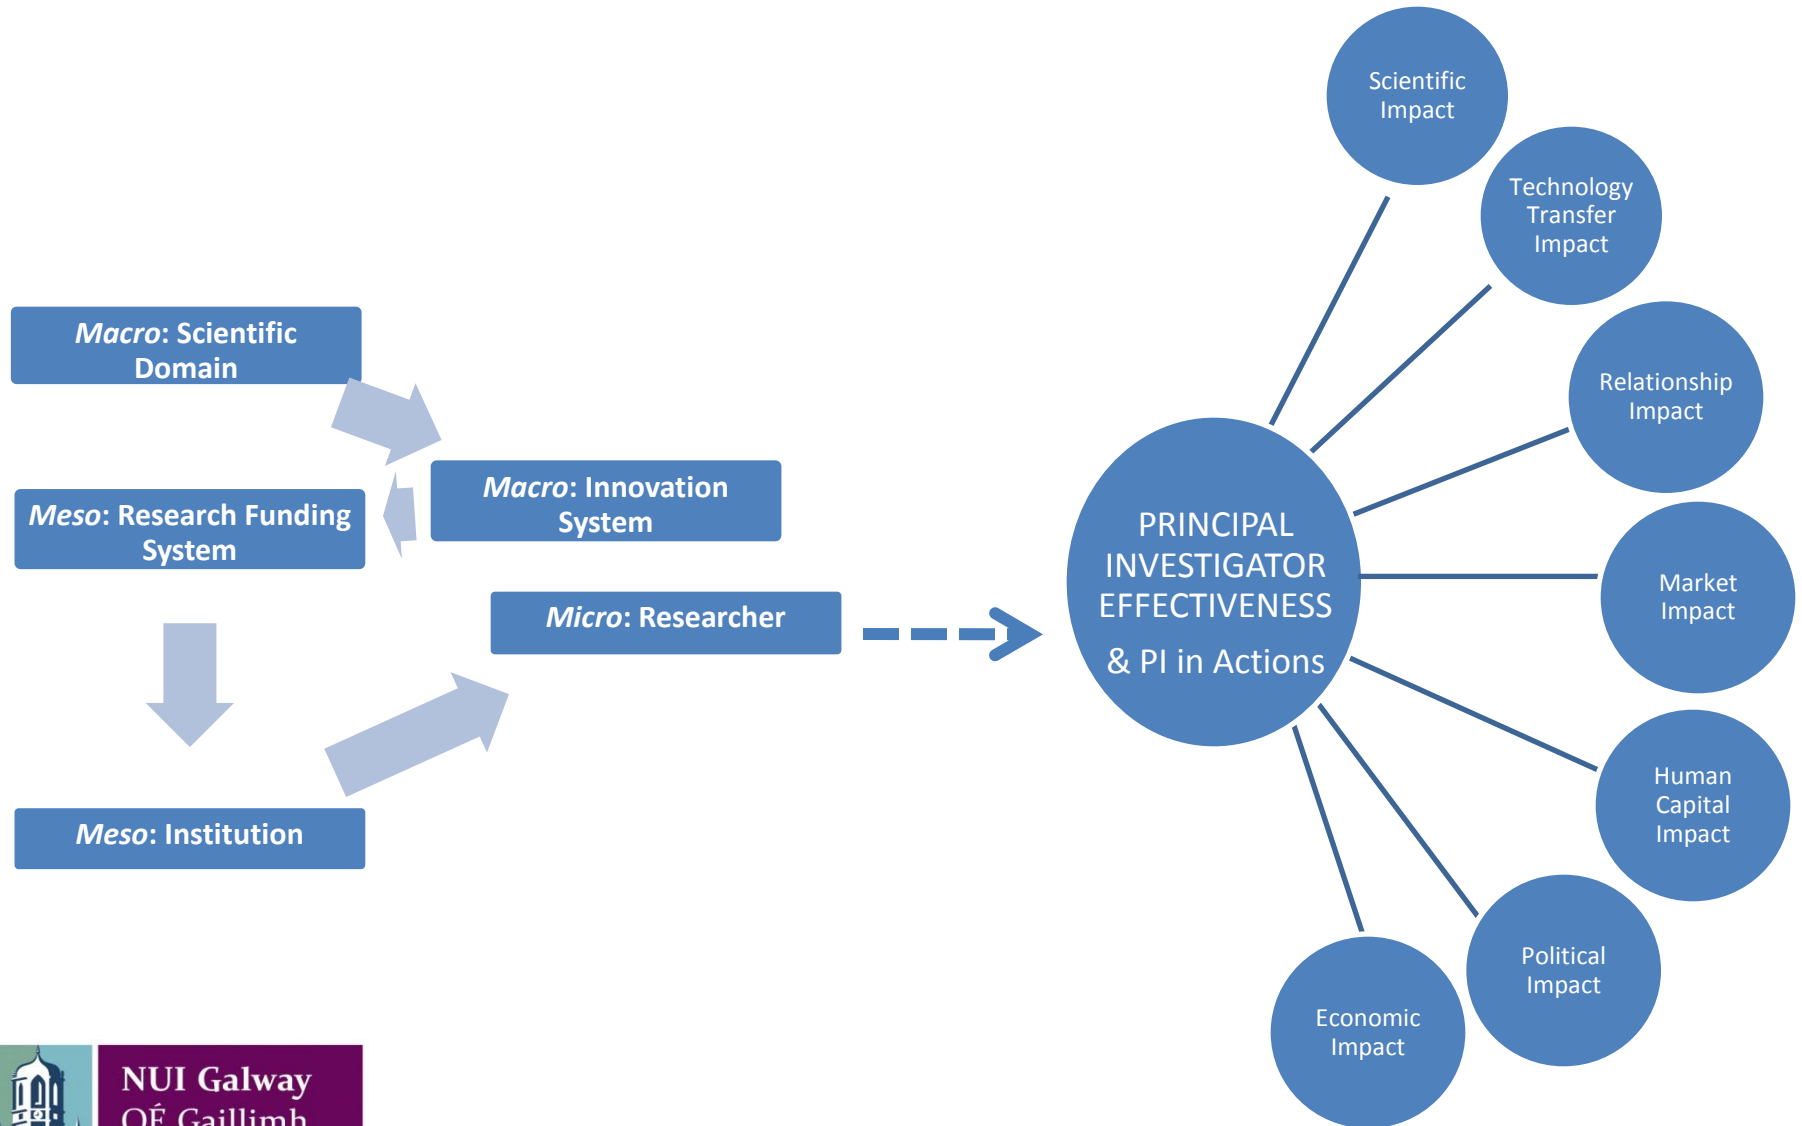 Macro: Scientific
Domain
Macro: Innovation
System
Meso: Research Funding
System
Micro: Researcher
Meso: Institution
PRINCIPAL
INVESTIGATOR
EFFECTIVENESS
& PI in Actions
Scientific
Impact
Technology
Transfer
Impact
Relationship
Impact
Market
Impact
Human
Capital
Impact
Political
Impact
Economic
Impact
NUI Galway
OÉ Gaillimh